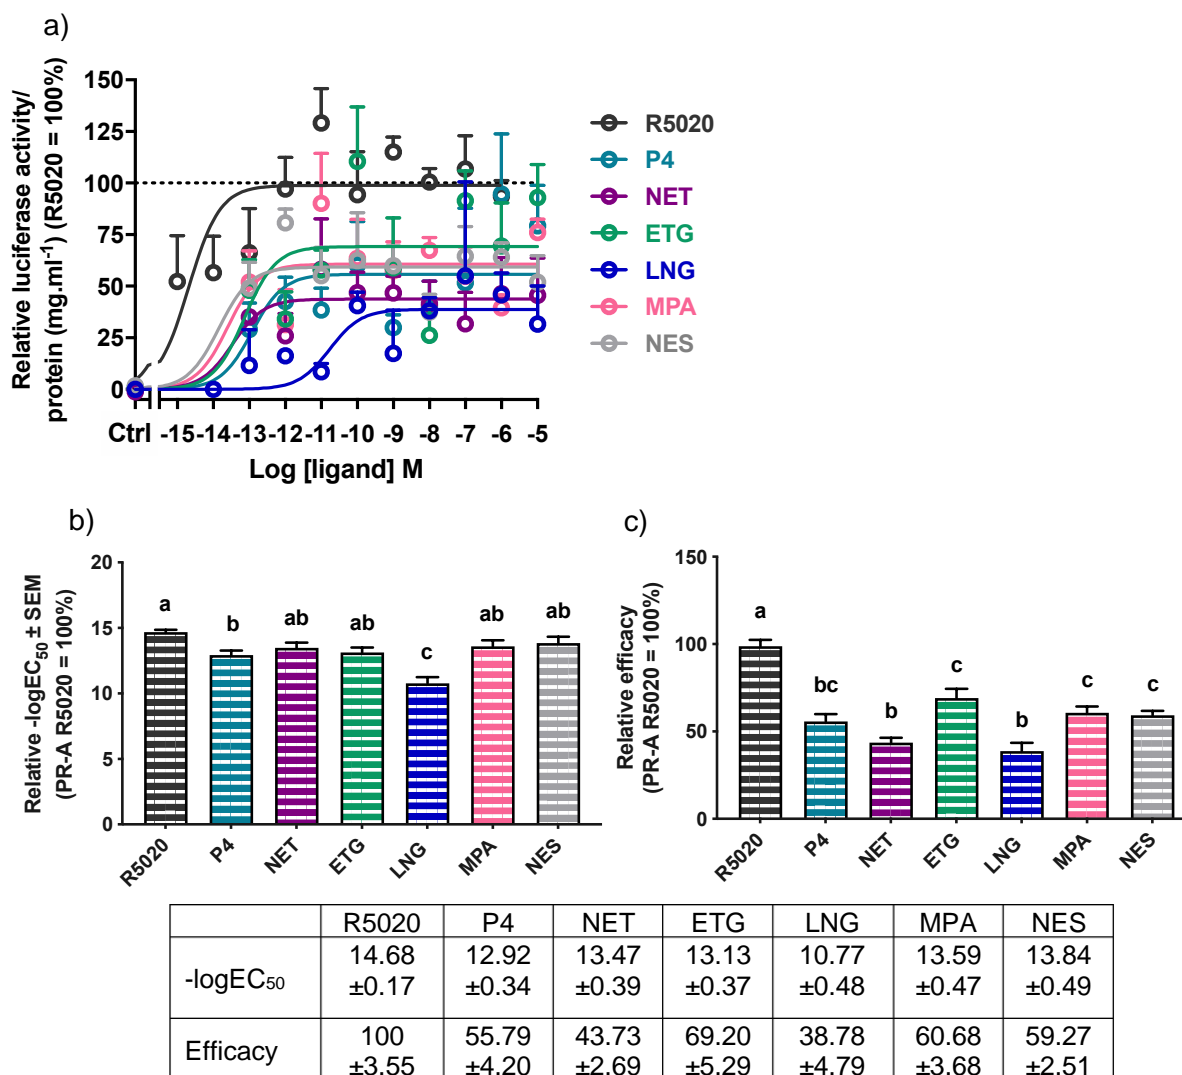 a)
Relative luciferase activity/
protein (mg.ml⁻¹) (R5020 = 100%)
150
125
100
75
50
25
0
Ctrl -15 -14 -13 -12 -11 -10 -9 -8 -7 -6 -5
Log [ligand] M
R5020
P4
NET
ETG
LNG
MPA
NES
b)
Relative -logEC₅₀ ± SEM
(PR-A R5020 = 100%)
20
15
10
5
0
a b ab ab c ab ab
R5020 P4 NET ETG LNG MPA NES
c)
Relative efficacy
(PR-A R5020 = 100%)
150
100
50
0
a bc b c b c c
R5020 P4 NET ETG LNG MPA NES
R5020 P4 NET ETG LNG MPA NES
-logEC₅₀ 14.68 12.92 13.47 13.13 10.77 13.59 13.84
±0.17 ±0.34 ±0.39 ±0.37 ±0.48 ±0.47 ±0.49
Efficacy 100 55.79 43.73 69.20 38.78 60.68 59.27
±3.55 ±4.20 ±2.69 ±5.29 ±4.79 ±3.68 ±2.51